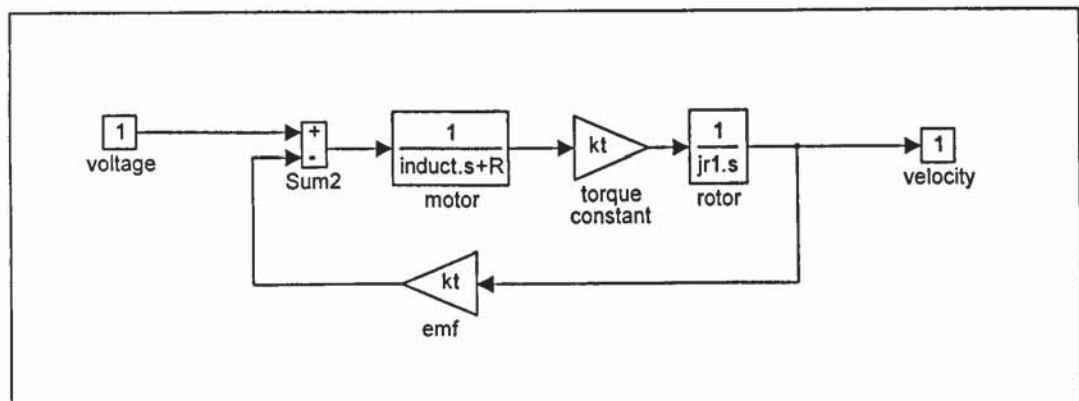 1
voltage
+
-
Sum2
1
induct.s+R
motor
kt
torque
constant
1
jr1.s
rotor
1
velocity
kt
emf